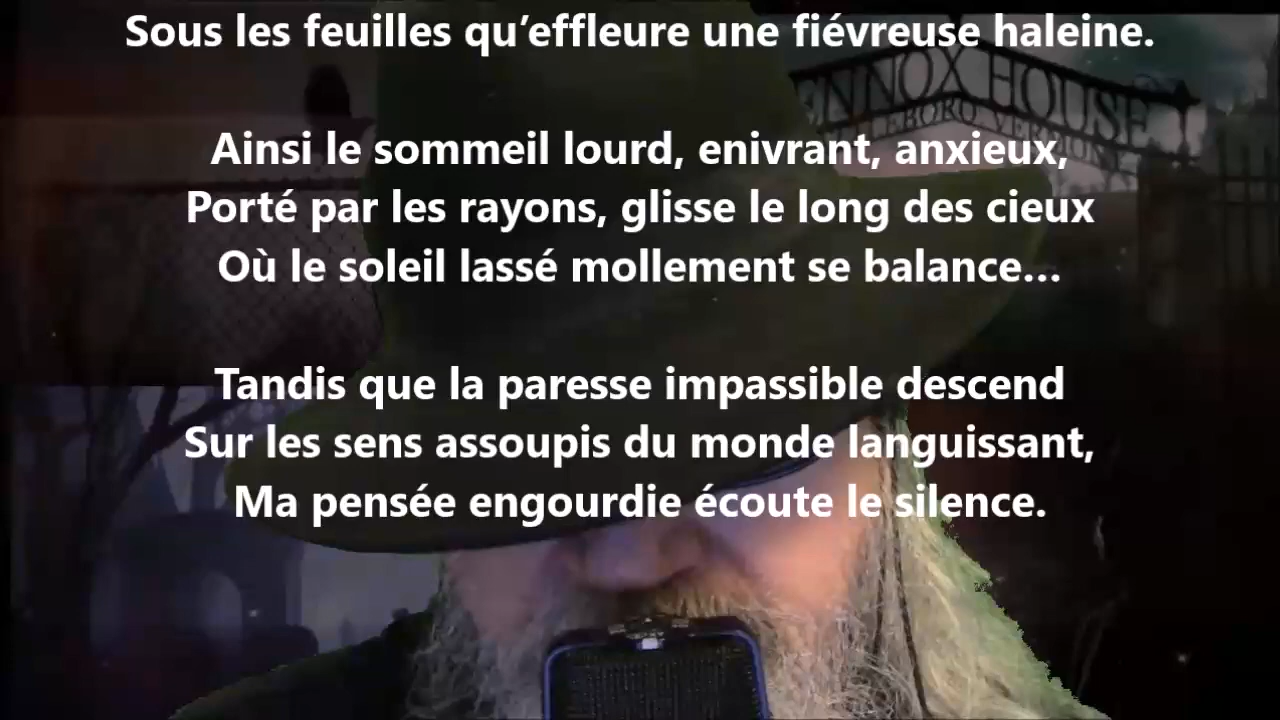 Sous les feuilles qu’effleure une fiévreuse haleine.
ENNOX HOUSE
Ainsi le sommeil lourd, enivrant, anxieux,
Porté par les rayons, glisse le long des cieux
Où le soleil lassé mollement se balance...
Tandis que la paresse impassible descend
Sur les sens assoupis du monde languissant,
Ma pensée engourdie écoute le silence.